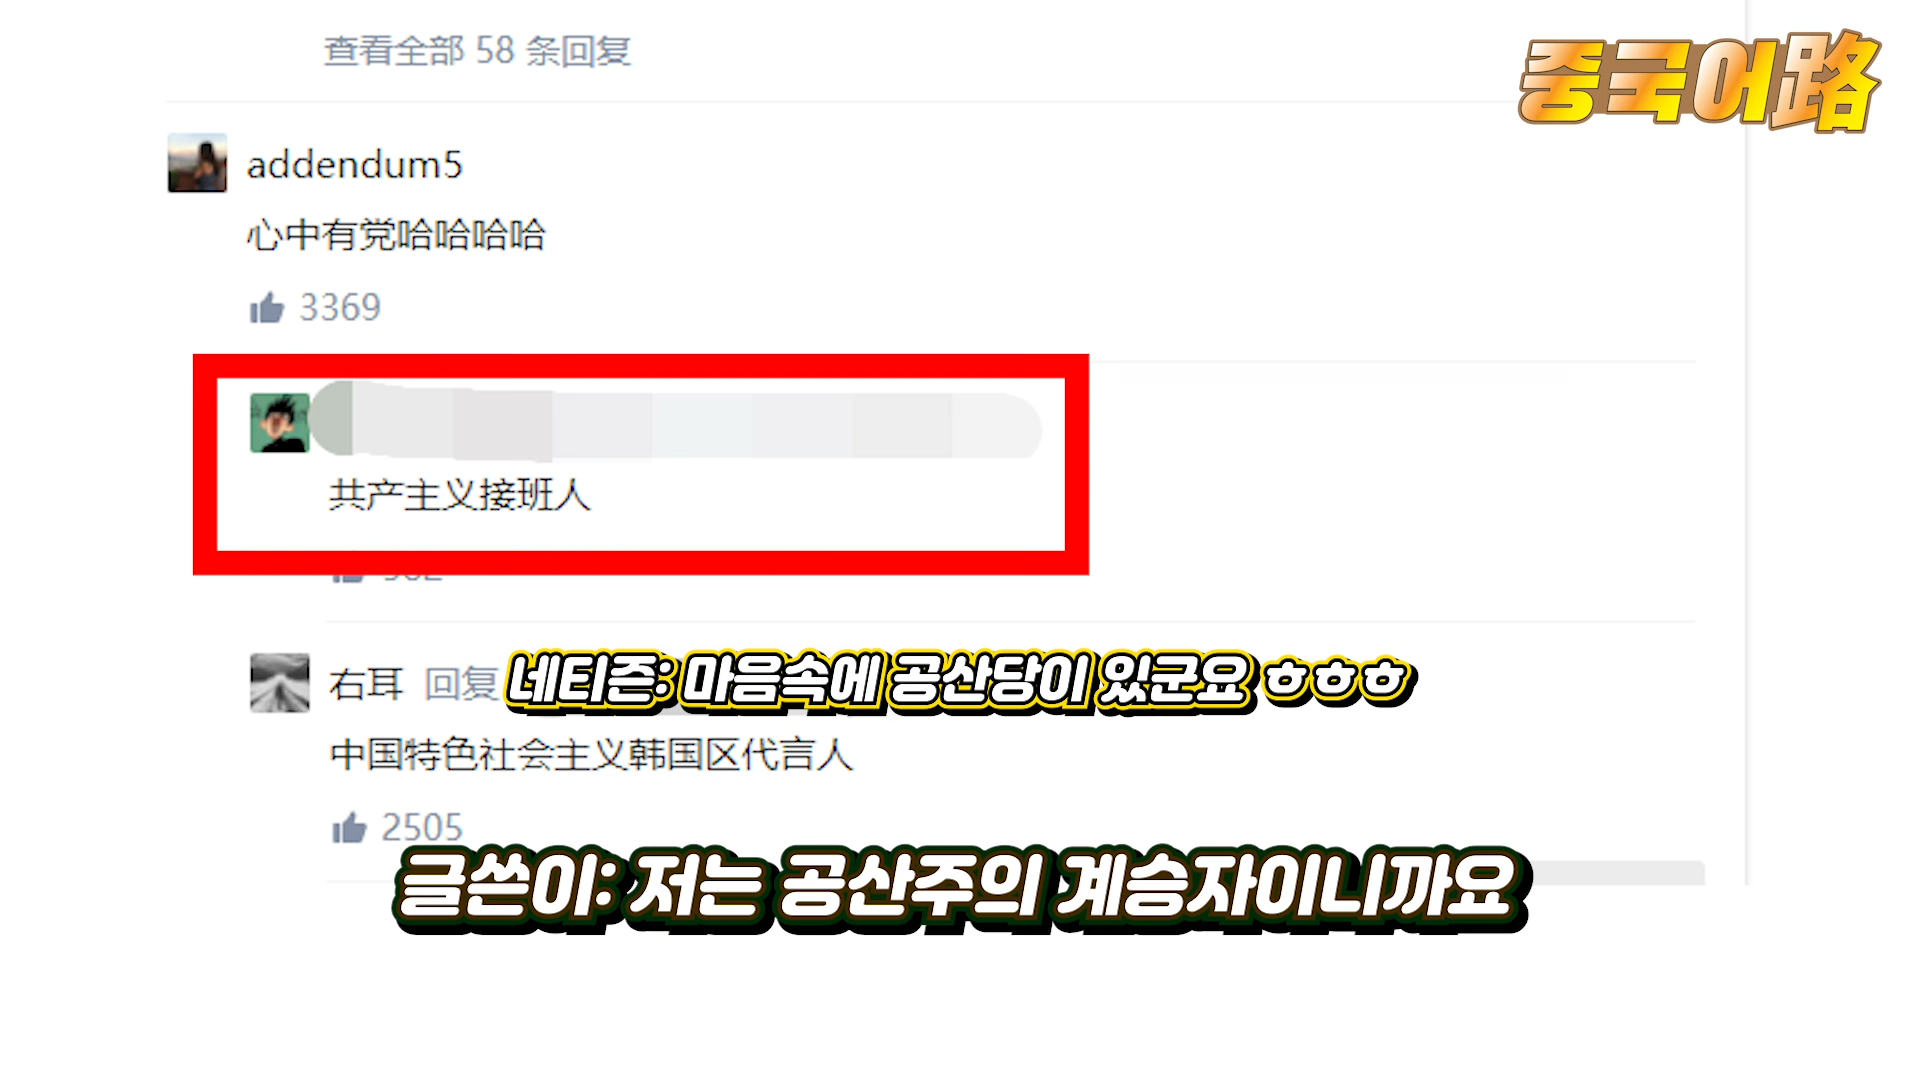 查看全部 58 条回复
중국어路
addendum5
心中有党哈哈哈哈
3369
共产主义接班人
右耳 回复
네티즌: 마음속에 공산당이 있군요 ㅎㅎㅎ
中国特色社会主义韩国区代言人
2505
글쓴이: 저는 공산주의 계승자이니까요